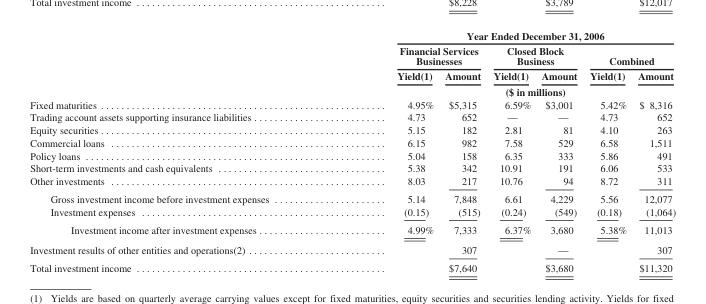 Total investment income . . . . . . . . . . $8,228 $3,789 $12,017
Year Ended December 31, 2006
Financial Services Businesses Closed Block Business Combined
Yield(1) Amount Yield(1) Amount Yield(1) Amount
($ in millions)
Fixed maturities . . . . . . . . . . 4.95% $5,315 6.59% $3,001 5.42% $ 8,316
Trading account assets supporting insurance liabilities . . . . . . . . . . 4.73 652 — — 4.73 652
Equity securities . . . . . . . . . . 5.15 182 2.81 81 4.10 263
Commercial loans . . . . . . . . . . 6.15 982 7.58 529 6.58 1,511
Policy loans . . . . . . . . . . 5.04 158 6.35 333 5.86 491
Short-term investments and cash equivalents . . . . . . . . . . 5.38 342 10.91 191 6.06 533
Other investments . . . . . . . . . . 8.03 217 10.76 94 8.72 311
Gross investment income before investment expenses . . . . . . . . . . 5.14 7,848 6.61 4,229 5.56 12,077
Investment expenses . . . . . . . . . . (0.15) (515) (0.24) (549) (0.18) (1,064)
Investment income after investment expenses . . . . . . . . . . 4.99% 7,333 6.37% 3,680 5.38% 11,013
Investment results of other entities and operations(2) . . . . . . . . . . 307 — 307
Total investment income . . . . . . . . . . $7,640 $3,680 $11,320
(1) Yields are based on quarterly average carrying values except for fixed maturities, equity securities and securities lending activity. Yields for fixed